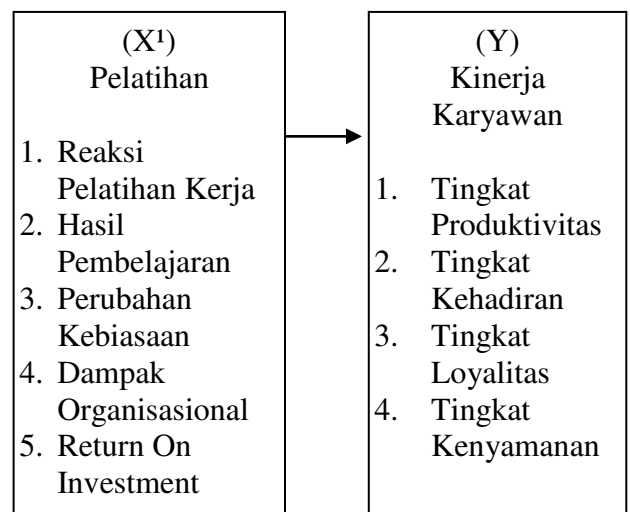 (X¹)
Pelatihan
1. Reaksi
Pelatihan Kerja
2. Hasil
Pembelajaran
3. Perubahan
Kebiasaan
4. Dampak
Organisasional
5. Return On
Investment
(Y)
Kinerja
Karyawan
1. Tingkat
Produktivitas
2. Tingkat
Kehadiran
3. Tingkat
Loyalitas
4. Tingkat
Kenyamanan